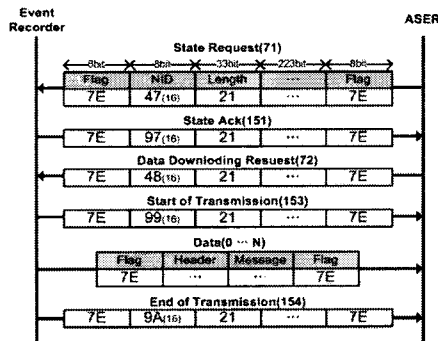 Event Recorder
ASER
State Request(71)
8bit 8bit 33bit 223bit 8bit
Flag NID Length ... Flag
7E 47(16) 21 ... 7E
State Ack(151)
7E 97(16) 21 ... 7E
Data Downloding Resuest(72)
7E 48(16) 21 ... 7E
Start of Transmission(153)
7E 99(16) 21 ... 7E
Data(0 ... N)
Flag Header Message Flag
7E ... ... 7E
End of Transmission(154)
7E 9A(16) 21 ... 7E